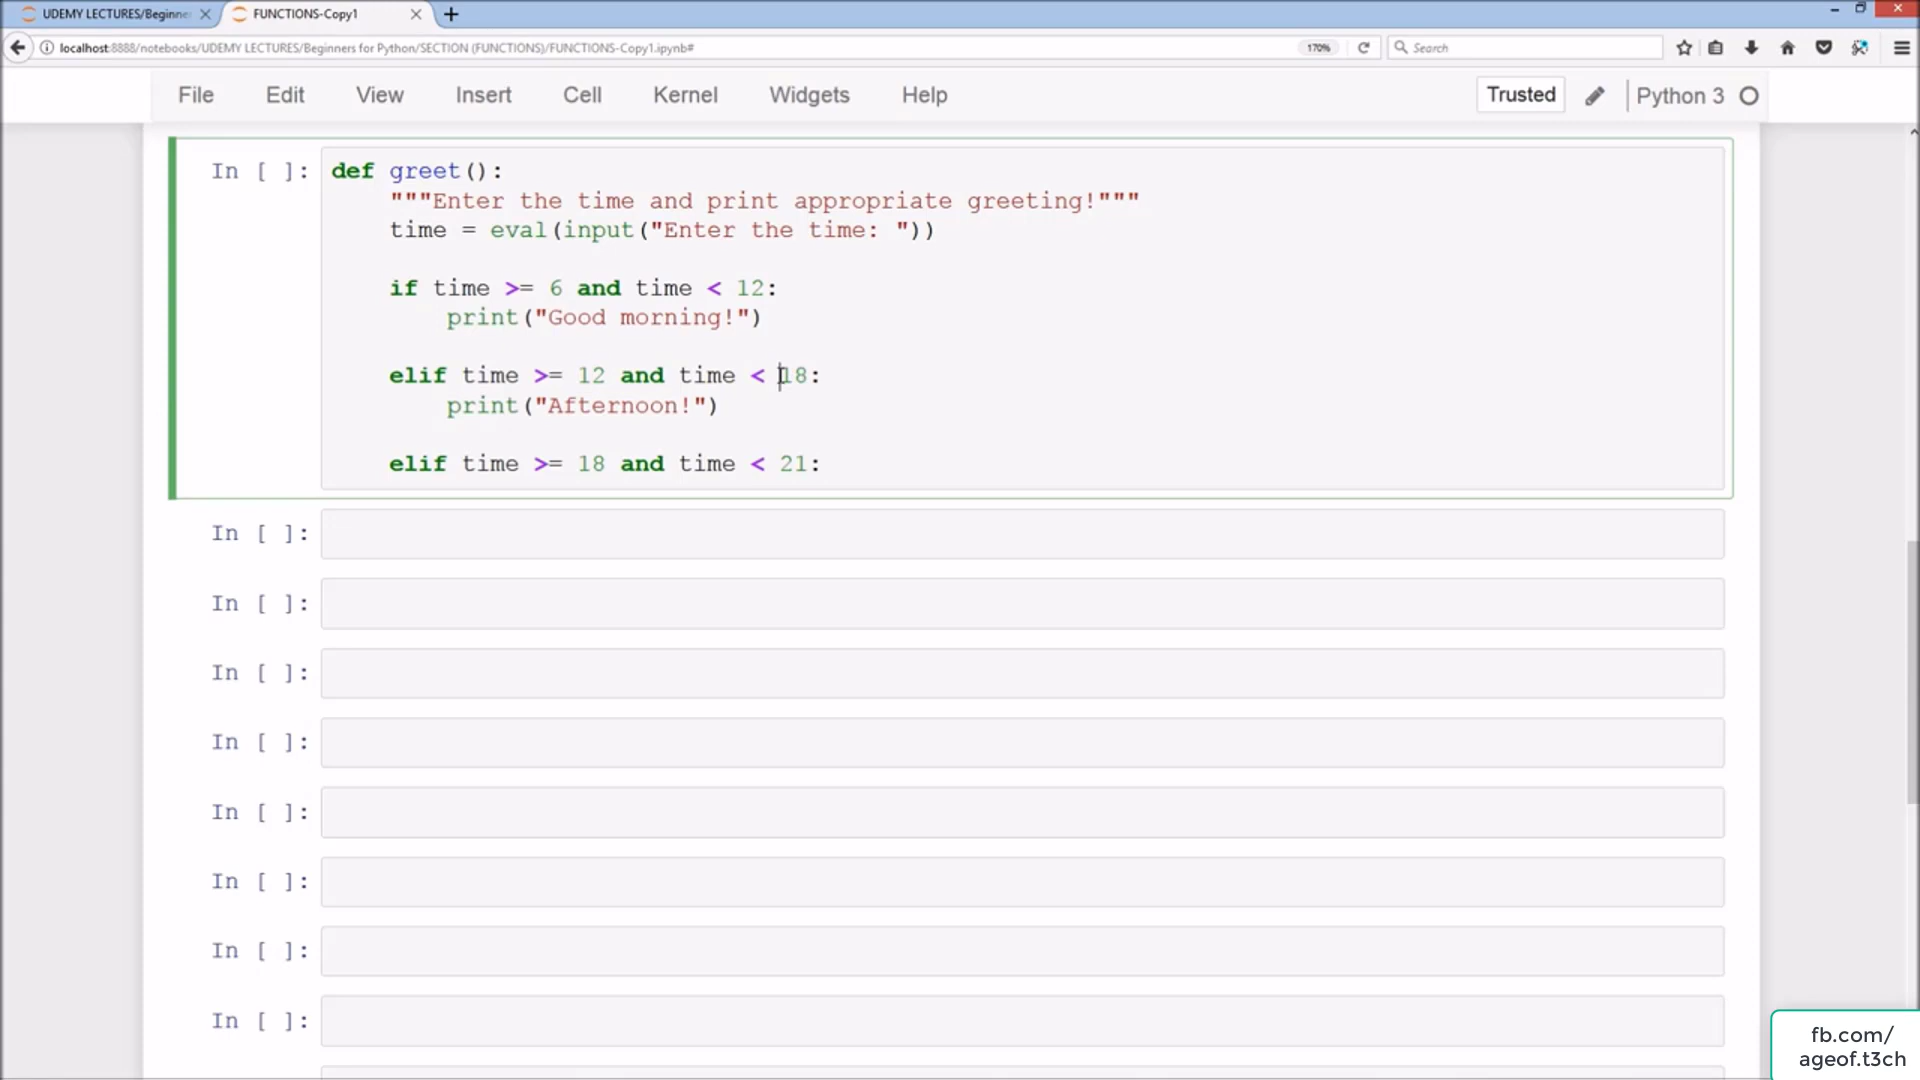 UDEMY LECTURES/Beginne
FUNCTIONS-Copy1
localhost:8888/notebooks/UDEMY LECTURES/Beginners for Python/SECTION (FUNCTIONS)/FUNCTIONS-Copy1.ipynb#
170%
Search
File Edit View Insert Cell Kernel Widgets Help
Trusted
Python 3
In [ ]:
def greet():
"""Enter the time and print appropriate greeting!"""
time = eval(input("Enter the time: "))
if time >= 6 and time < 12:
print("Good morning!")
elif time >= 12 and time < 18:
print("Afternoon!")
elif time >= 18 and time < 21:
In [ ]:
In [ ]:
In [ ]:
In [ ]:
In [ ]:
In [ ]:
In [ ]:
In [ ]:
fb.com/
ageof.t3ch